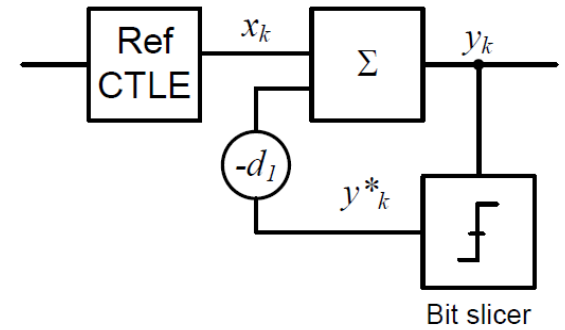 Ref
CTLE
x_k
Σ
y_k
-d_1
y*_k
Bit slicer